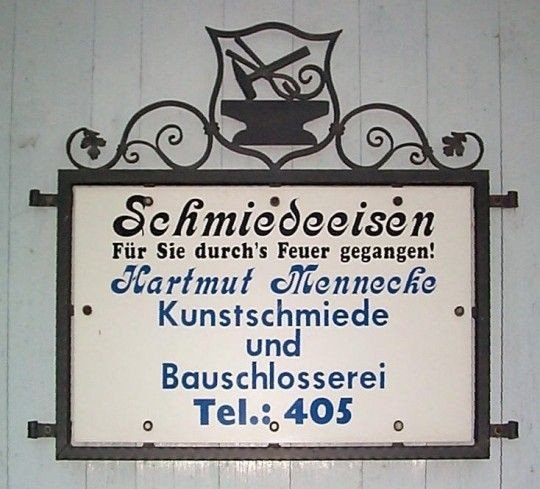 Schmiedeeisen
Für Sie durch's Feuer gegangen!
Hartmut Mennecke
Kunstschmiede
und
Bauschlosserei
Tel.: 405